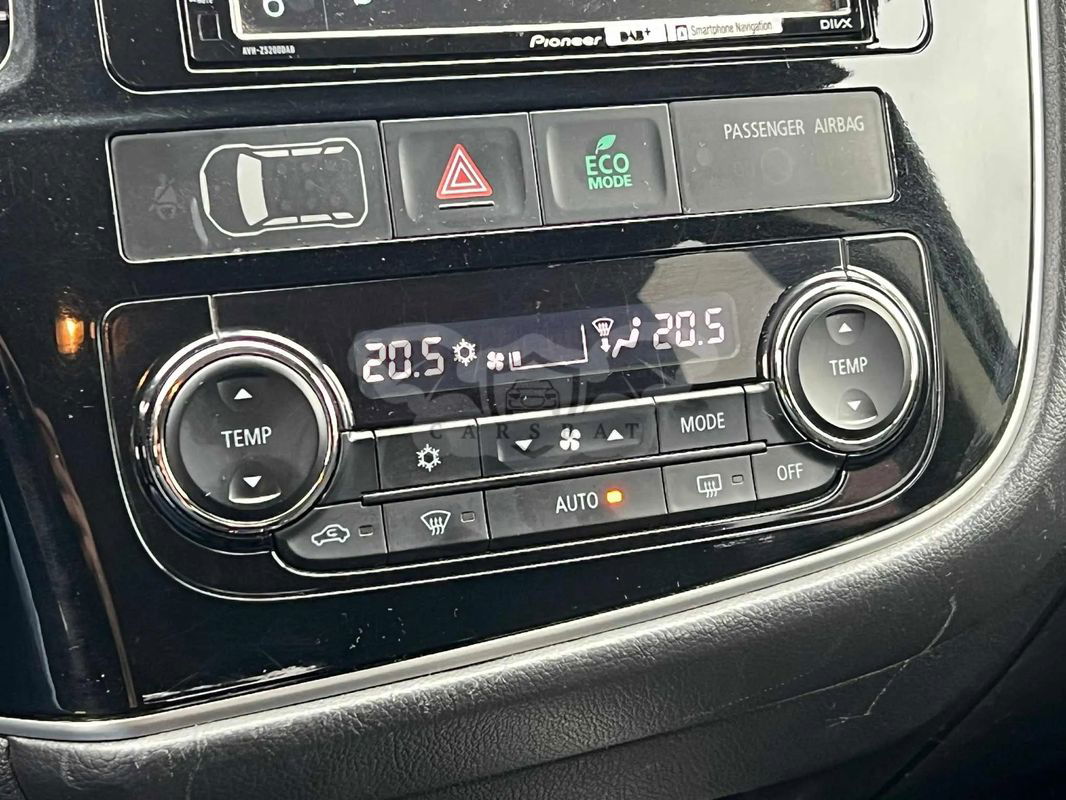 AVH-Z5200DAB
Pioneer DAB+ Smartphone Navigation DIVX
ECO
MODE
PASSENGER AIRBAG
20.5 20.5
TEMP
TEMP
CARSPAT
MODE
AUTO
OFF